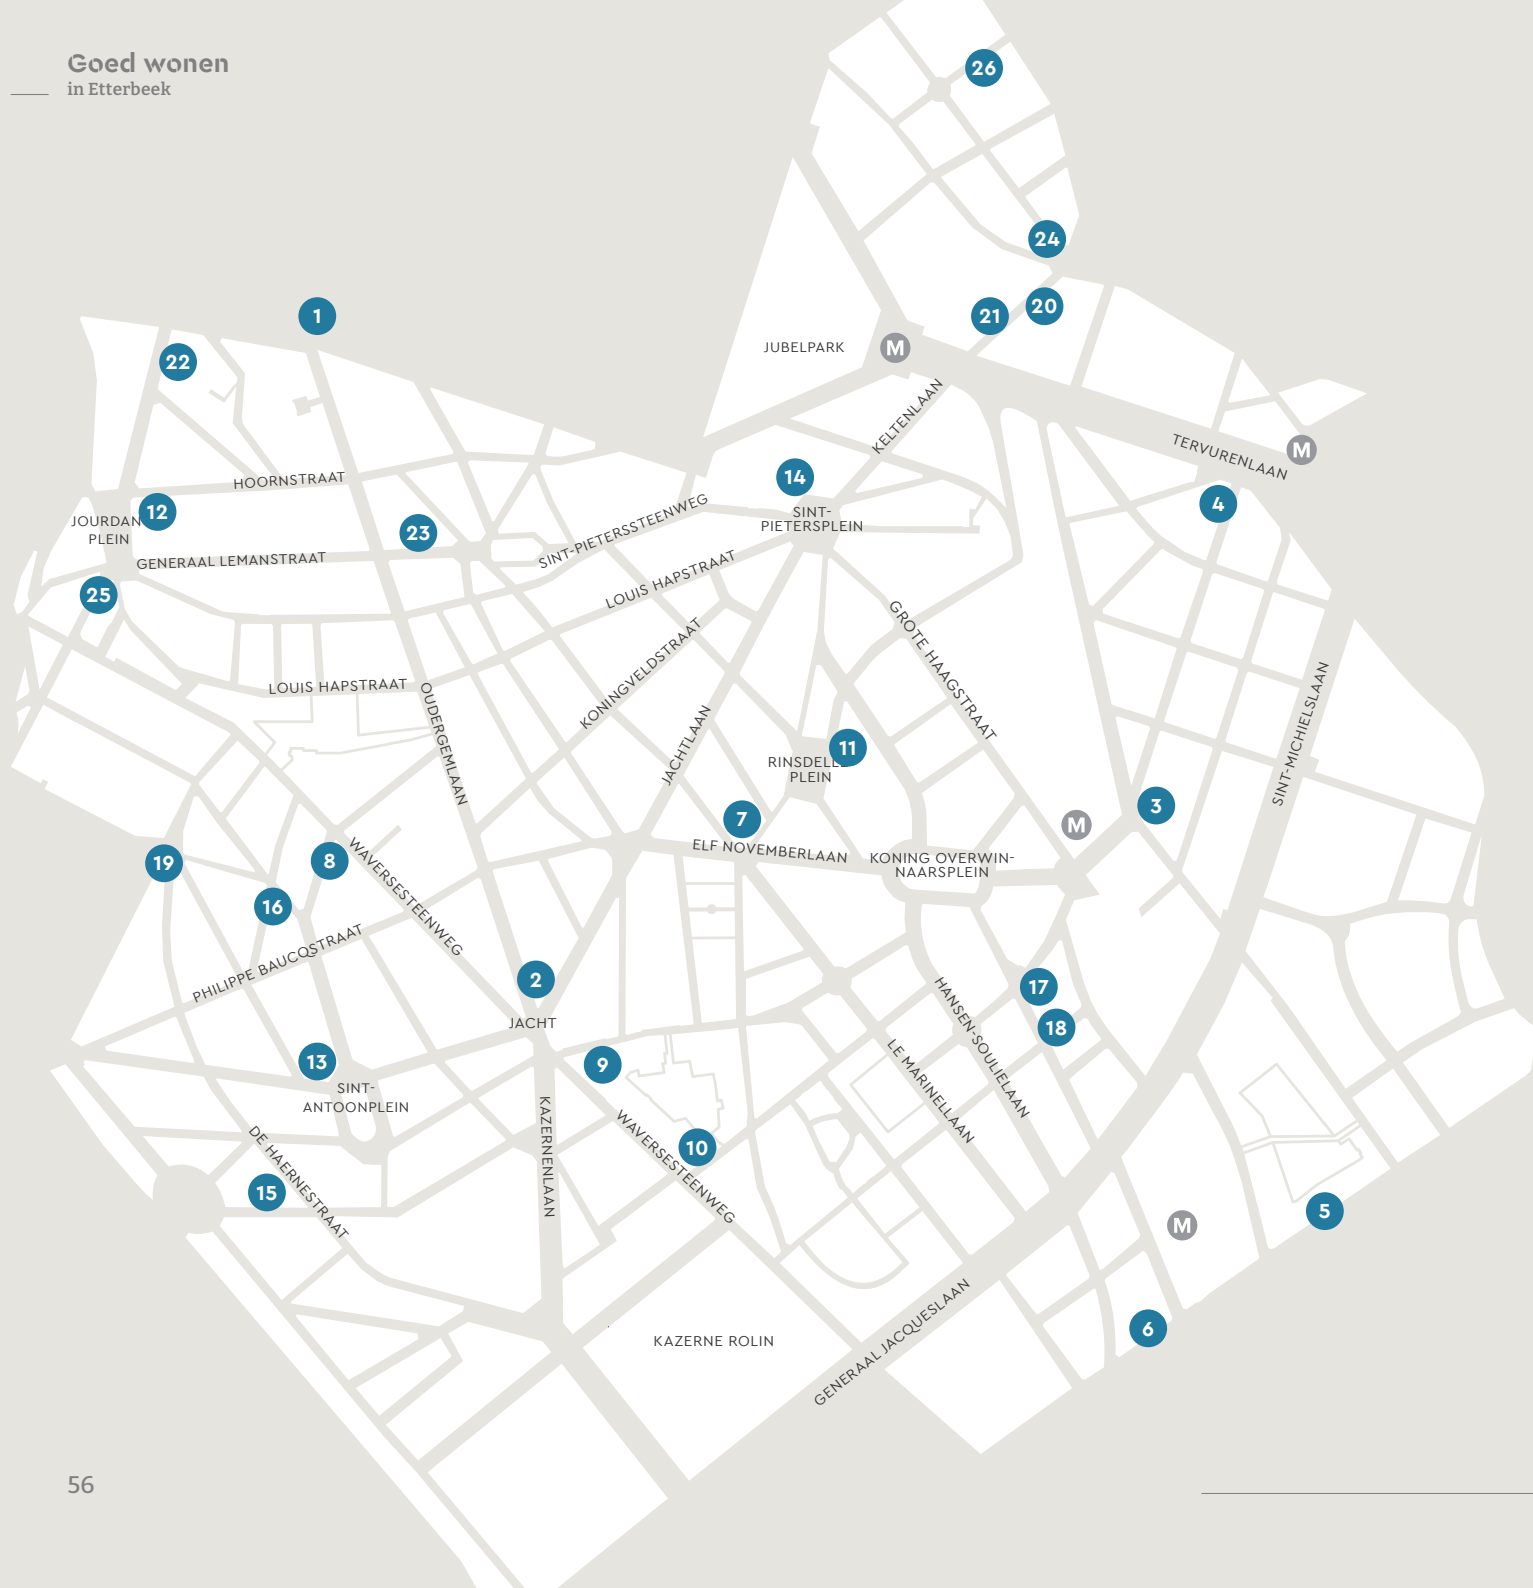 Goed wonen
in Etterbeek
26
24
1
21
20
22
JUBELPARK
M
KELTENLAAN
TERVURENLAAN
M
HOORNSTRAAT
14
4
12
JOURDAN
PLEIN
23
SINT-PIETERSSTEENWEG
SINT-
PIETERSPLEIN
GENERAAL LEMANSTRAAT
LOUIS HAPSTRAAT
25
GROTE HAAGSTRAAT
KONINGVELDSTRAAT
LOUIS HAPSTRAAT
OUDERGEMLAAN
JACHTLAAN
SINT-MICHIELSLAAN
11
RINSDELLE
PLEIN
3
7
M
ELF NOVEMBERLAAN
KONING OVERWIN-
NAARSPLEIN
19
8
WAVERSESTEENWEG
16
PHILIPPE BAUCQSTRAAT
2
JACHT
17
HANSEN-SOULIELAAN
18
13
9
LE MARINELLAAN
SINT-
ANTOONPLEIN
KAZERNENLAAN
WAVERSESTEENWEG
10
DE HAERNESTRAAT
15
5
M
GENERAAL JACQUESLAAN
6
KAZERNE ROLIN
56